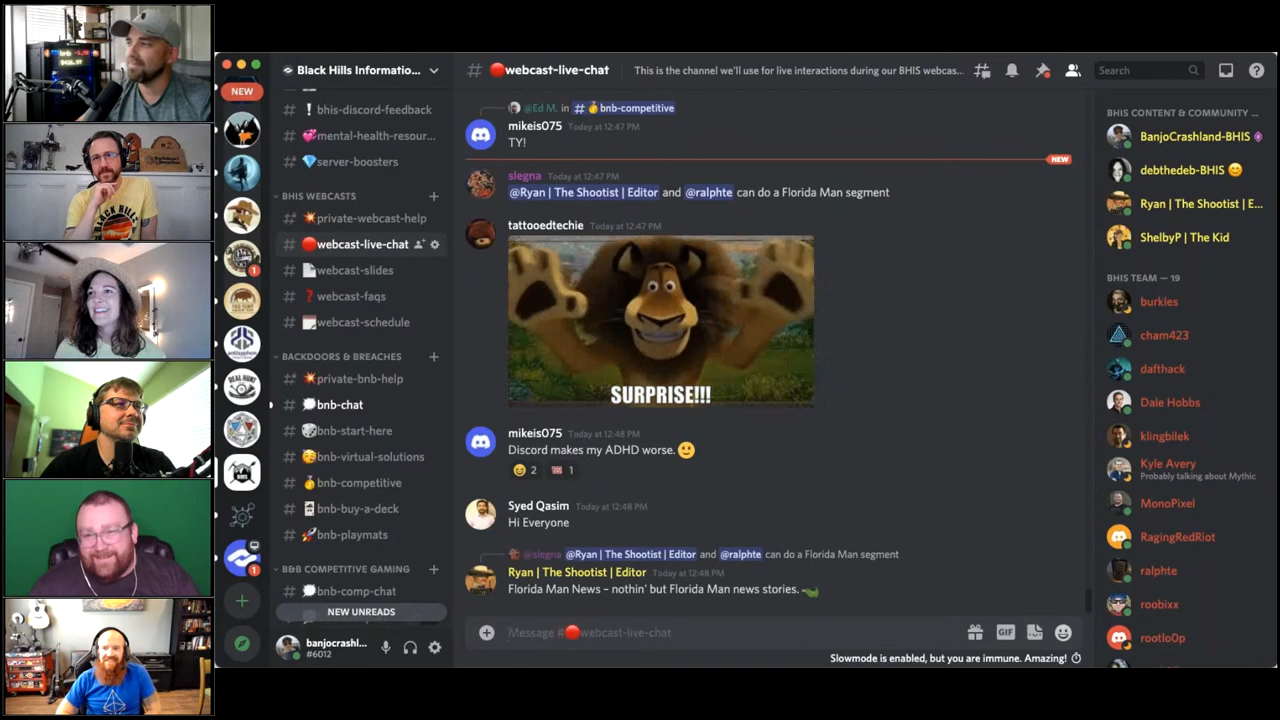 Black Hills Informatio...
NEW
bhis-discord-feedback
mental-health-resour...
server-boosters
BHIS WEBCASTS
private-webcast-help
webcast-live-chat
webcast-slides
webcast-faqs
webcast-schedule
BACKDOORS & BREACHES
private-bnb-help
bnb-chat
bnb-start-here
bnb-virtual-solutions
bnb-competitive
bnb-buy-a-deck
bnb-playmats
B&B COMPETITIVE GAMING
bnb-comp-chat
NEW UNREADS
banjocrashl...
#6012
1
1
webcast-live-chat
This is the channel we'll use for live interactions during our BHIS webcas...
Search
@Ed M. in # bnb-competitive
mikeis075 Today at 12:47 PM
TY!
NEW
slegna Today at 12:47 PM
@Ryan | The Shootist | Editor and @ralphte can do a Florida Man segment
tattooedtechie Today at 12:47 PM
SURPRISE!!!
mikeis075 Today at 12:48 PM
Discord makes my ADHD worse.
2 1
Syed Qasim Today at 12:48 PM
Hi Everyone
@slegna @Ryan | The Shootist | Editor and @ralphte can do a Florida Man segment
Ryan | The Shootist | Editor Today at 12:48 PM
Florida Man News – nothin' but Florida Man news stories.
Message #webcast-live-chat
GIF
Slowmode is enabled, but you are immune. Amazing!
BHIS CONTENT & COMMUNITY ...
BanjoCrashland-BHIS
debthedeb-BHIS
Ryan | The Shootist | E...
ShelbyP | The Kid
BHIS TEAM — 19
burkles
cham423
dafthack
Dale Hobbs
klingbilek
Kyle Avery
Probably talking about Mythic
MonoPixel
RagingRedRiot
ralphte
roobixx
rootloOp